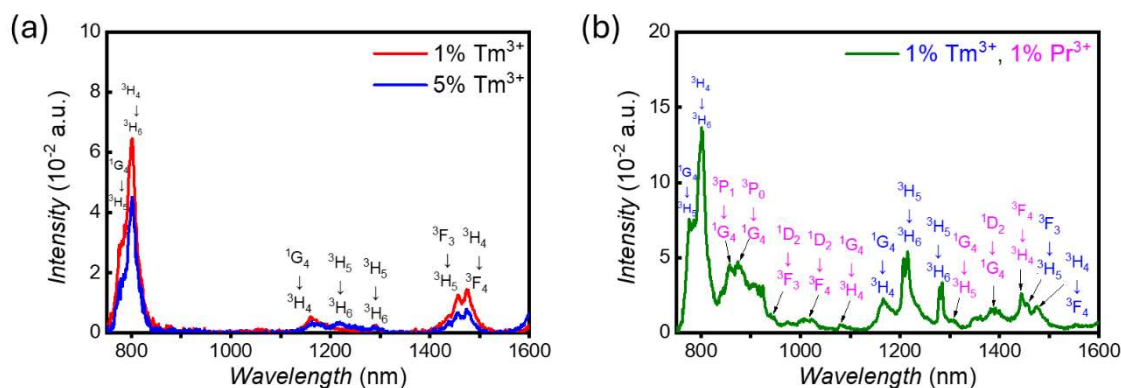 (a)
10
8
6
4
2
0
Intensity (10⁻² a.u.)
1% Tm³⁺
5% Tm³⁺
³H₄
↓
³H₆
¹G₄
↓
³H₅
¹G₄
↓
³H₄
³H₅
↓
³H₆
³H₅
↓
³H₆
³F₃
↓
³H₅
³H₄
↓
³F₄
800 1000 1200 1400 1600
Wavelength (nm)
(b)
20
15
10
5
0
Intensity (10⁻² a.u.)
1% Tm³⁺, 1% Pr³⁺
³H₄
↓
³H₆
¹G₄
↓
³H₅
³P₁
↓
¹G₄
³P₀
↓
¹G₄
¹D₂
↓
³F₃
¹D₂
↓
³F₄
¹G₄
↓
³H₄
¹G₄
↓
³H₄
³H₅
↓
³H₆
³H₅
↓
³H₆
¹G₄
↓
³H₅
¹D₂
↓
¹G₄
³F₄
↓
³H₄
³F₃
↓
³H₅
³H₄
↓
³F₄
800 1000 1200 1400 1600
Wavelength (nm)